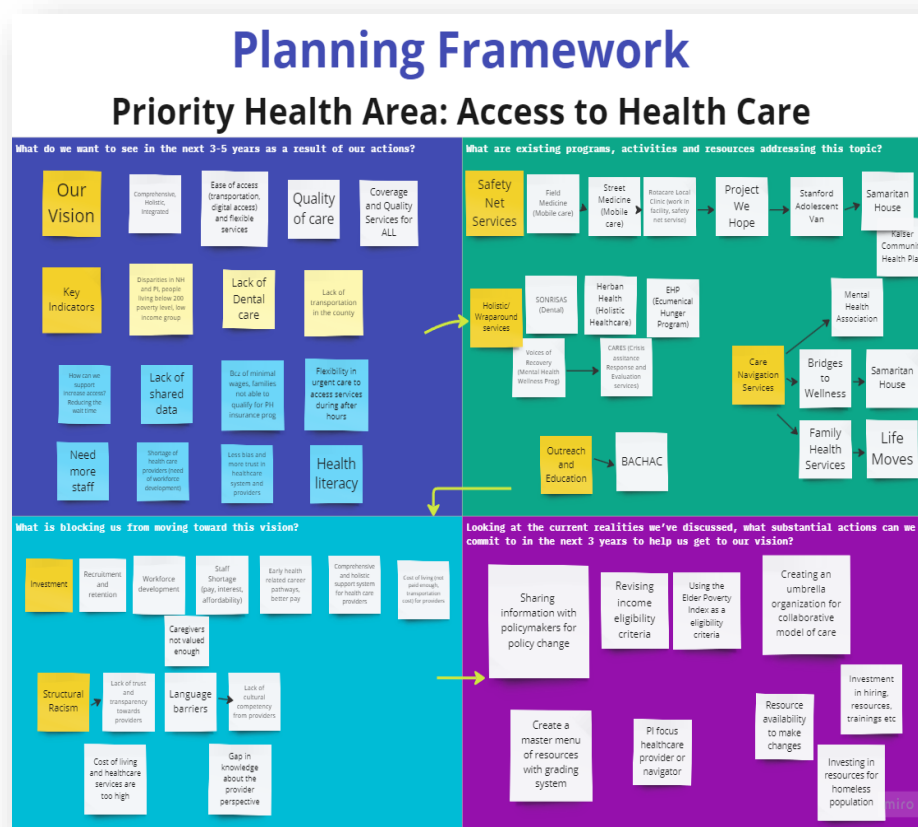 Planning Framework
Priority Health Area: Access to Health Care
What do we want to see in the next 3-5 years as a result of our actions?
Our
Vision
Comprehensive,
Holistic,
Integrated
Ease of access
(transportation,
digital access)
and flexible
services
Quality
of care
Coverage
and Quality
Services for
ALL
Key
Indicators
Disparities in NH
and PI, people
living below 200
poverty level, low
income group
Lack of
Dental
care
Lack of
transportation
in the county
How can we
support
increase access?
Reducing the
wait time
Lack of
shared
data
Bcz of minimal
wages, families
not able to
qualify for PH
insurance prog
Flexibility in
urgent care to
access services
during after
hours
Need
more
staff
Shortage of
health care
providers (need
of workforce
development)
Less bias and
more trust in
healthcare
system and
providers
Health
literacy
What are existing programs, activities and resources addressing this topic?
Safety
Net
Services
Field
Medicine
(Mobile care)
Street
Medicine
(Mobile
care)
Rotacare Local
Clinic (work in
facility, safety
net servise)
Project
We
Hope
Stanford
Adolescent
Van
Samaritan
House
Kaiser
Commun
Health Pla
Holistic/
Wraparound
services
SONRISAS
(Dental)
Herban
Health
(Holistic
Healthcare)
EHP
(Ecumenical
Hunger
Program)
Voices of
Recovery
(Mental Health
Wellness Prog)
CARES (Crisis
assistance
Response and
Evaluation
services)
Care
Navigation
Services
Mental
Health
Association
Bridges
to
Wellness
Samaritan
House
Family
Health
Services
Life
Moves
Outreach
and
Education
BACHAC
What is blocking us from moving toward this vision?
Investment
Recruitment
and
retention
Workforce
development
Staff
Shortage
(pay, interest,
affordability)
Early health
related career
pathways,
better pay
Comprehensive
and holistic
support system
for health care
providers
Cost of living (not
paid enough,
transportation
cost) for providers
Caregivers
not valued
enough
Structural
Racism
Lack of trust
and
transparency
towards
providers
Language
barriers
Lack of
cultural
competency
from providers
Cost of living
and healthcare
services are
too high
Gap in
knowledge
about the
provider
perspective
Looking at the current realities we've discussed, what substantial actions can we
commit to in the next 3 years to help us get to our vision?
Sharing
information with
policymakers for
policy change
Revising
income
eligibility
criteria
Using the
Elder Poverty
Index as a
eligibility
criteria
Creating an
umbrella
organization for
collaborative
model of care
Create a
master menu
of resources
with grading
system
PI focus
healthcare
provider or
navigator
Resource
availability
to make
changes
Investment
in hiring,
resources,
trainings etc
Investing in
resources for
homeless
population
miro